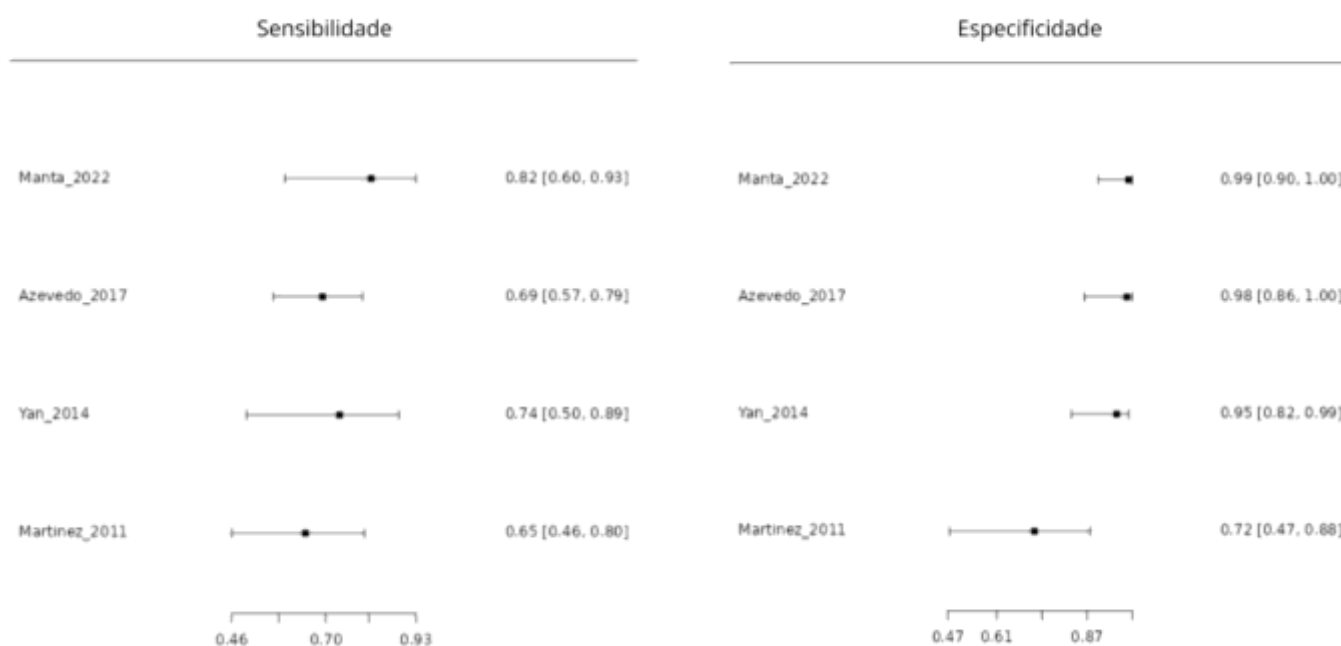 Sensibilidade
Manta_2022 0.82 [0.60, 0.93]
Azevedo_2017 0.69 [0.57, 0.79]
Yan_2014 0.74 [0.50, 0.89]
Martinez_2011 0.65 [0.46, 0.80]
0.46 0.70 0.93
Especificidade
Manta_2022 0.99 [0.90, 1.00]
Azevedo_2017 0.98 [0.86, 1.00]
Yan_2014 0.95 [0.82, 0.99]
Martinez_2011 0.72 [0.47, 0.88]
0.47 0.61 0.87